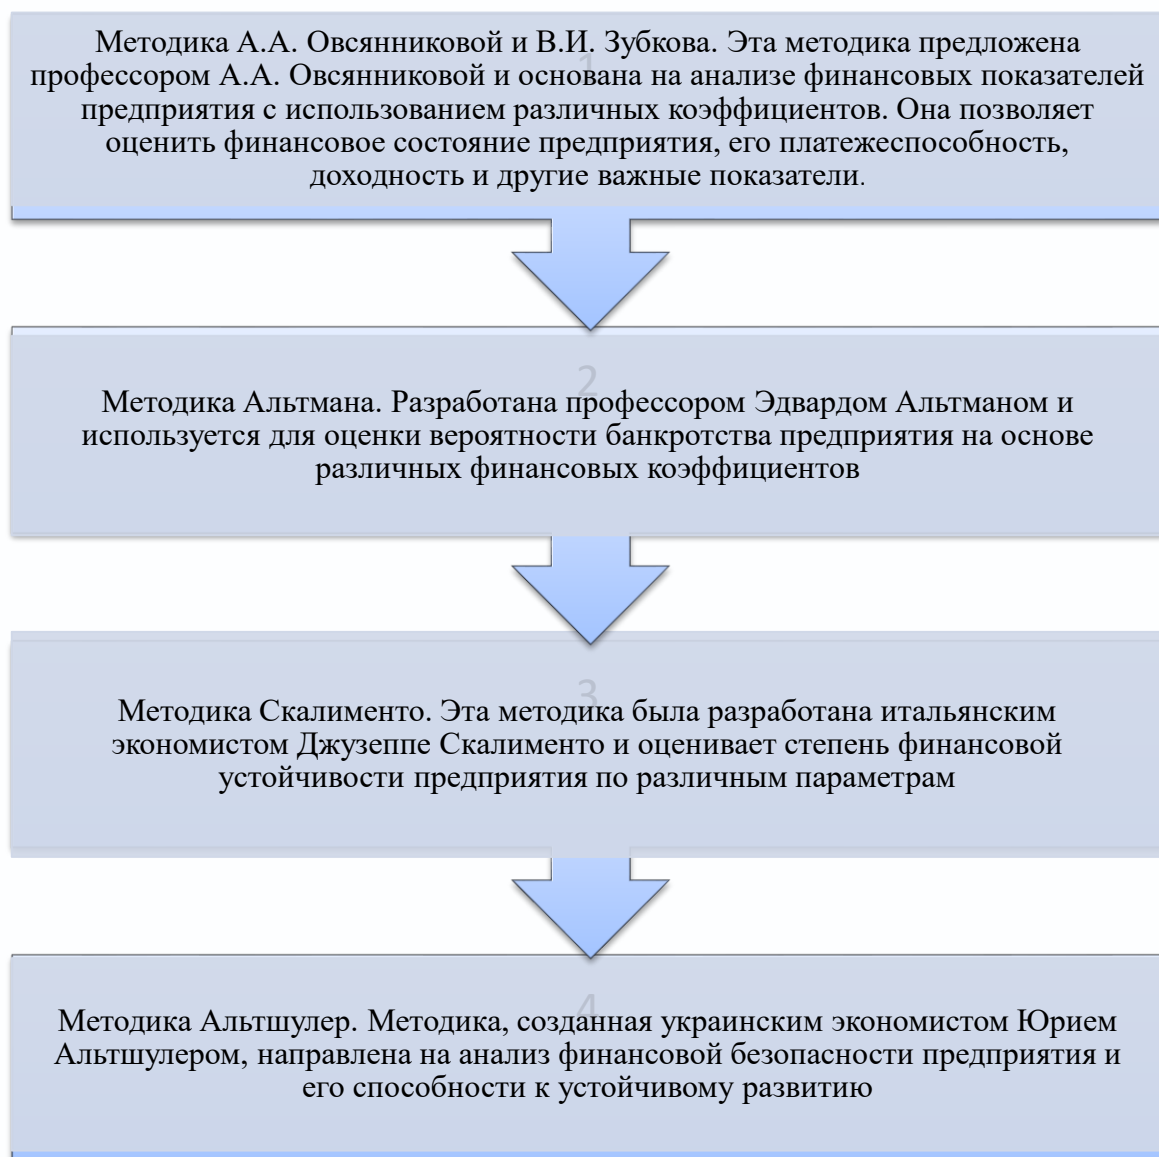 1
Методика А.А. Овсянниковой и В.И. Зубкова. Эта методика предложена
профессором А.А. Овсянниковой и основана на анализе финансовых показателей
предприятия с использованием различных коэффициентов. Она позволяет
оценить финансовое состояние предприятия, его платежеспособность,
доходность и другие важные показатели.
2
Методика Альтмана. Разработана профессором Эдвардом Альтманом и
используется для оценки вероятности банкротства предприятия на основе
различных финансовых коэффициентов
3
Методика Скалименто. Эта методика была разработана итальянским
экономистом Джузеппе Скалименто и оценивает степень финансовой
устойчивости предприятия по различным параметрам
4
Методика Альтшулер. Методика, созданная украинским экономистом Юрием
Альтшулером, направлена на анализ финансовой безопасности предприятия и
его способности к устойчивому развитию